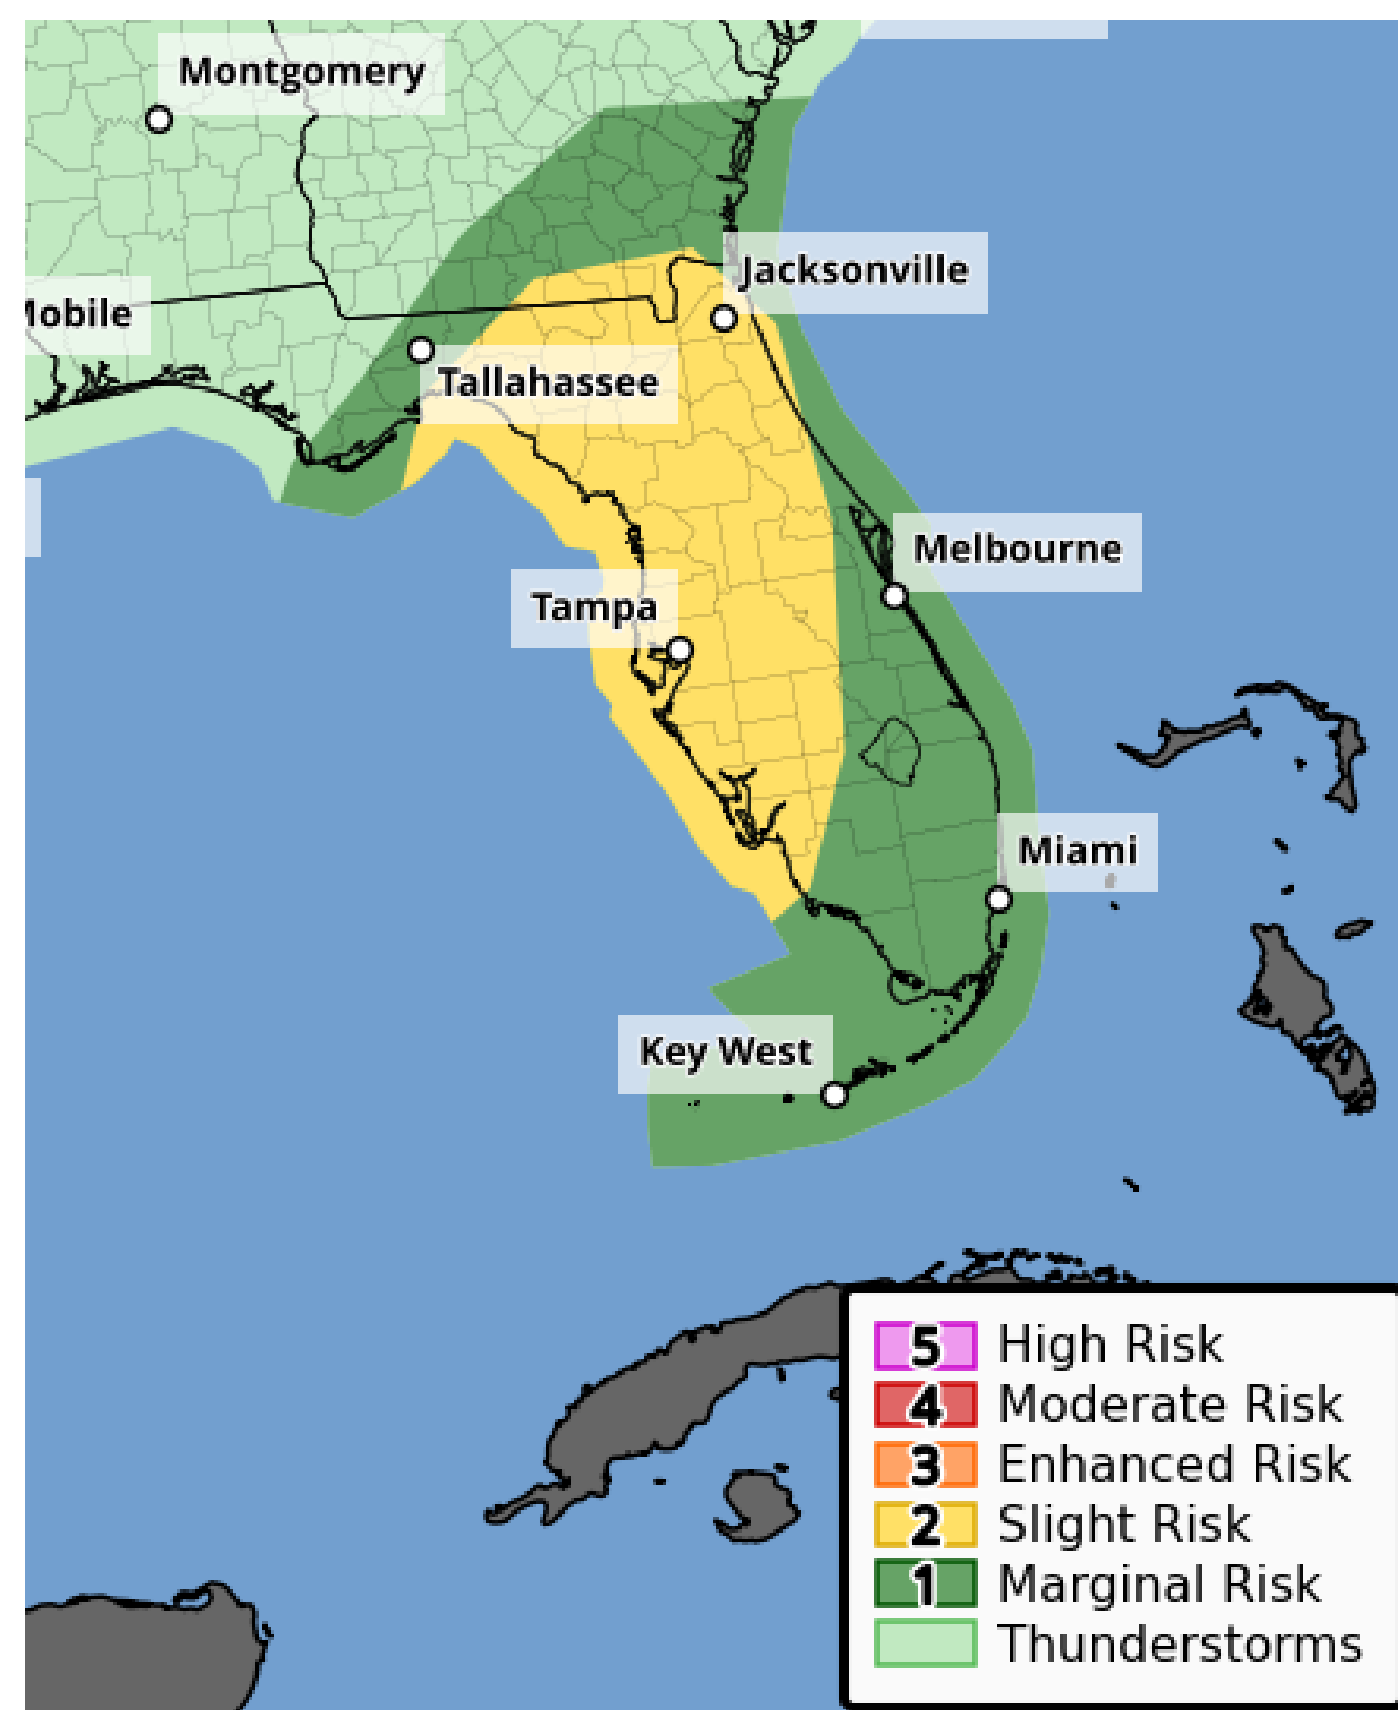 Montgomery
Jacksonville
Mobile
Tallahassee
Melbourne
Tampa
Miami
Key West
5 High Risk
4 Moderate Risk
3 Enhanced Risk
2 Slight Risk
1 Marginal Risk
Thunderstorms